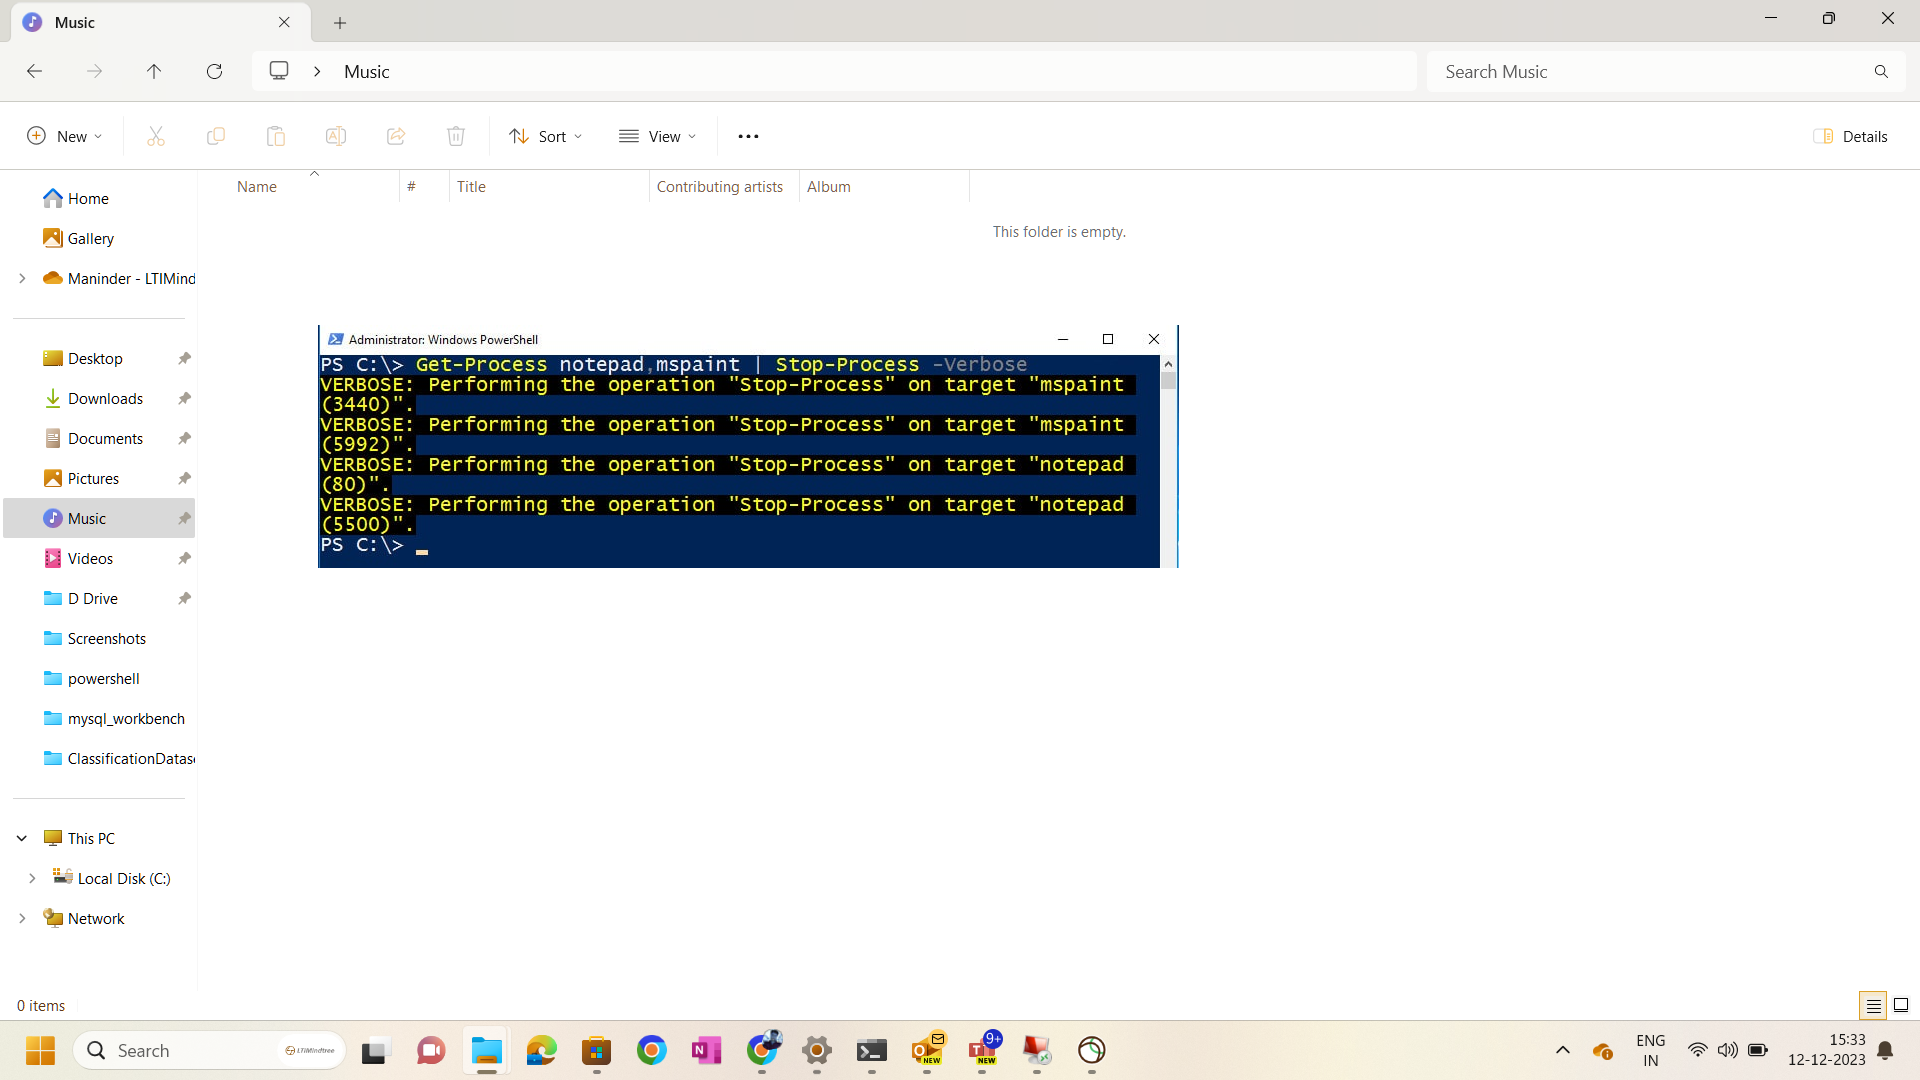 Music
Music
Search Music
New
Sort
View
Details
Name
#
Title
Contributing artists
Album
This folder is empty.
Home
Gallery
Maninder - LTIMind
Desktop
Downloads
Documents
Pictures
Music
Videos
D Drive
Screenshots
powershell
mysql_workbench
ClassificationDatas
This PC
Local Disk (C:)
Network
Administrator: Windows PowerShell
PS C:\> Get-Process notepad,mspaint | Stop-Process -Verbose
VERBOSE: Performing the operation "Stop-Process" on target "mspaint
(3440)".
VERBOSE: Performing the operation "Stop-Process" on target "mspaint
(5992)".
VERBOSE: Performing the operation "Stop-Process" on target "notepad
(80)".
VERBOSE: Performing the operation "Stop-Process" on target "notepad
(5500)".
PS C:\> _
0 items
Search
LTIMindtree
NEW
9+
NEW
ENG
IN
15:33
12-12-2023